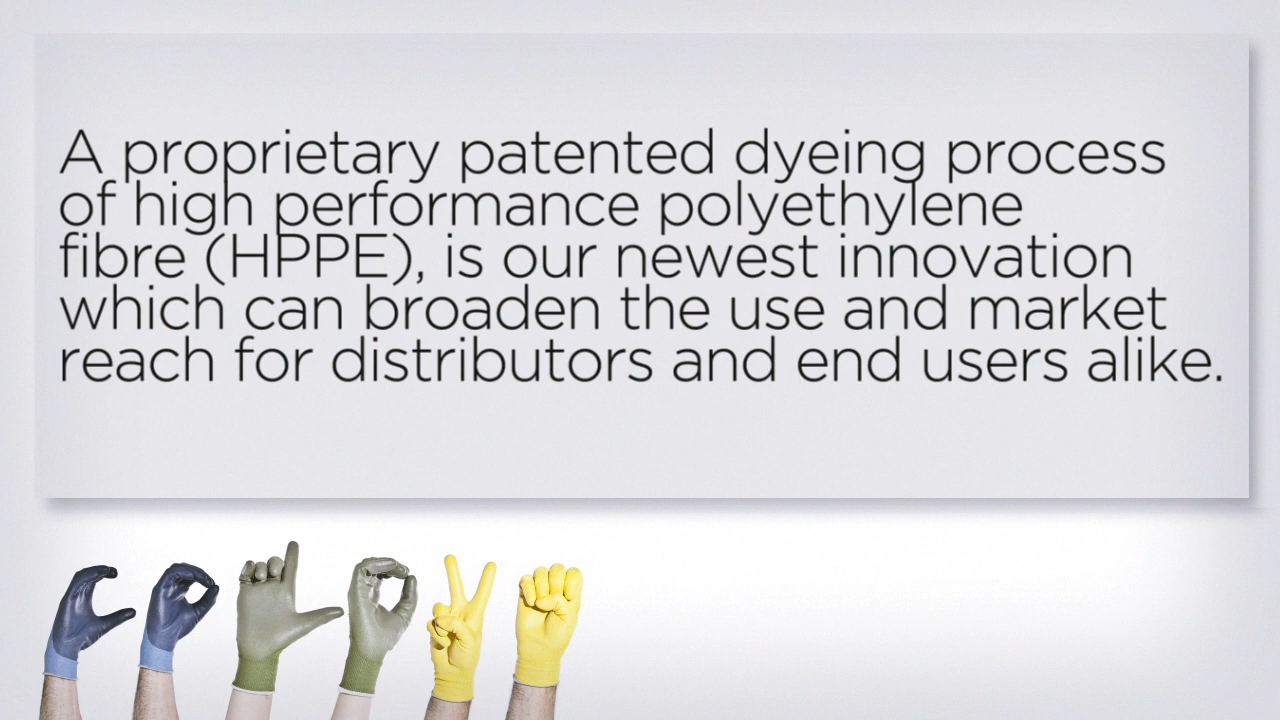 A proprietary patented dyeing process
of high performance polyethylene
fibre (HPPE), is our newest innovation
which can broaden the use and market
reach for distributors and end users alike.